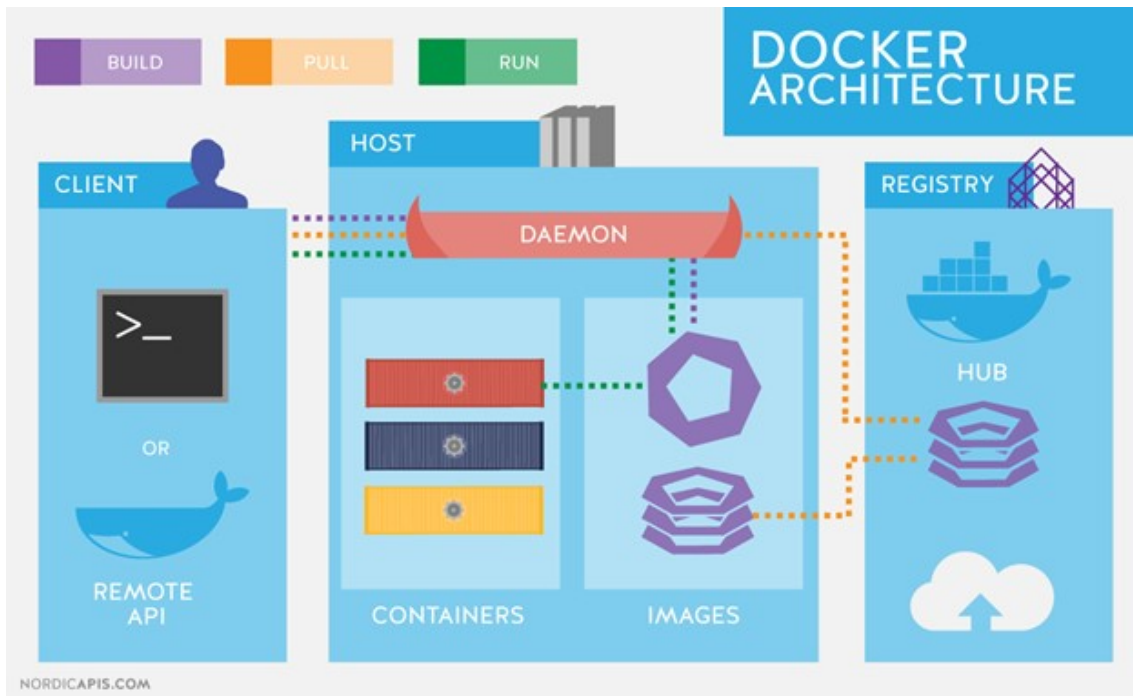 BUILD
PULL
RUN
DOCKER
ARCHITECTURE
HOST
CLIENT
REGISTRY
DAEMON
>_
HUB
OR
REMOTE
API
CONTAINERS
IMAGES
NORDICAPIS.COM